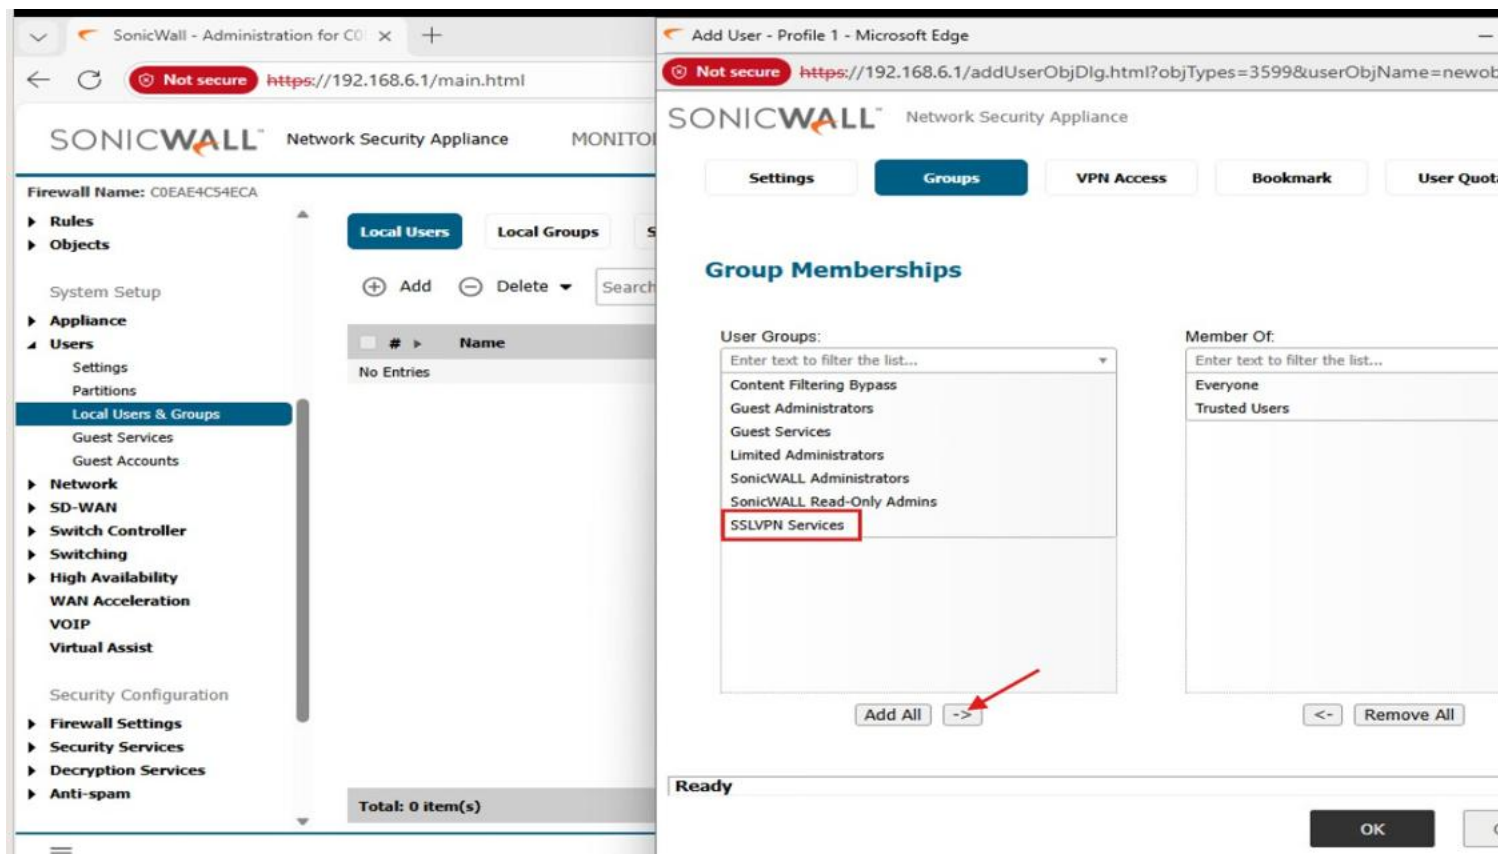 SonicWall - Administration for C0
Not secure https://192.168.6.1/main.html
SONICWALL Network Security Appliance MONITO
Firewall Name: C0EAE4C54ECA
Rules
Objects
System Setup
Appliance
Users
Settings
Partitions
Local Users & Groups
Guest Services
Guest Accounts
Network
SD-WAN
Switch Controller
Switching
High Availability
WAN Acceleration
VOIP
Virtual Assist
Security Configuration
Firewall Settings
Security Services
Decryption Services
Anti-spam
Local Users Local Groups S
Add Delete Search
# Name
No Entries
Total: 0 item(s)
Add User - Profile 1 - Microsoft Edge
Not secure https://192.168.6.1/addUserObjDlg.html?objTypes=3599&userObjName=newob
SONICWALL Network Security Appliance
Settings Groups VPN Access Bookmark User Quota
Group Memberships
User Groups:
Enter text to filter the list...
Content Filtering Bypass
Guest Administrators
Guest Services
Limited Administrators
SonicWALL Administrators
SonicWALL Read-Only Admins
SSLVPN Services
Add All ->
Member Of:
Enter text to filter the list...
Everyone
Trusted Users
<- Remove All
Ready
OK